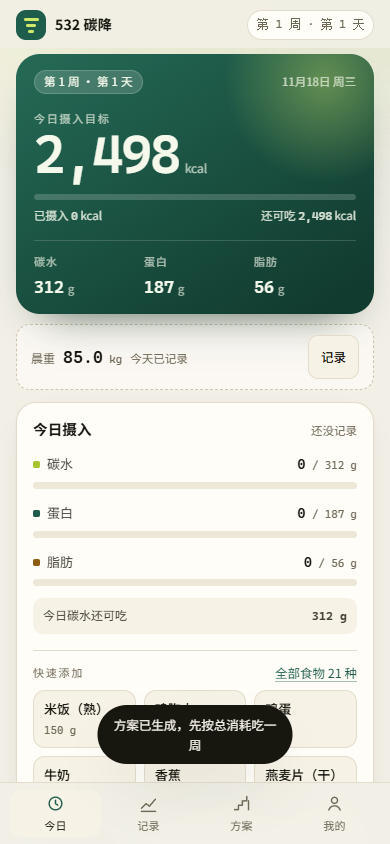 532 碳降
第 1 周 · 第 1 天
第 1 周 · 第 1 天
11月18日 周三
今日摄入目标
2,498 kcal
已摄入 0 kcal
还可吃 2,498 kcal
碳水
蛋白
脂肪
312 g
187 g
56 g
晨重 85.0 kg 今天已记录
记录
今日摄入
还没记录
碳水
0 / 312 g
蛋白
0 / 187 g
脂肪
0 / 56 g
今日碳水还可吃
312 g
快速添加
全部食物 21 种
米饭（熟）
150 g
方案已生成，先按总消耗吃一
周
牛奶
香蕉
燕麦片（干）
今日
记录
方案
我的